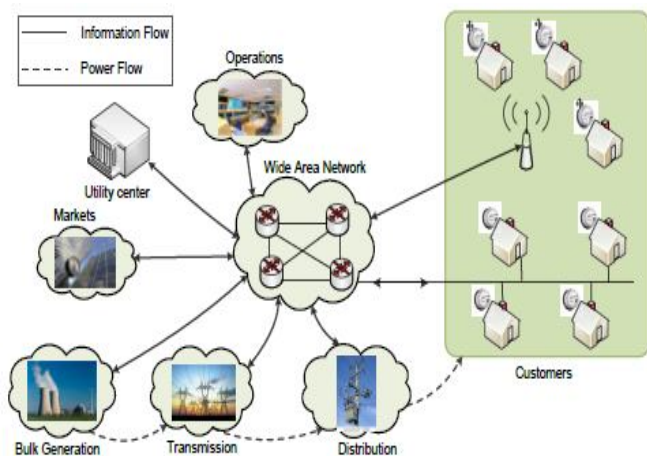 Information Flow
Power Flow
Operations
Utility center
Wide Area Network
Markets
Customers
Bulk Generation
Transmission
Distribution